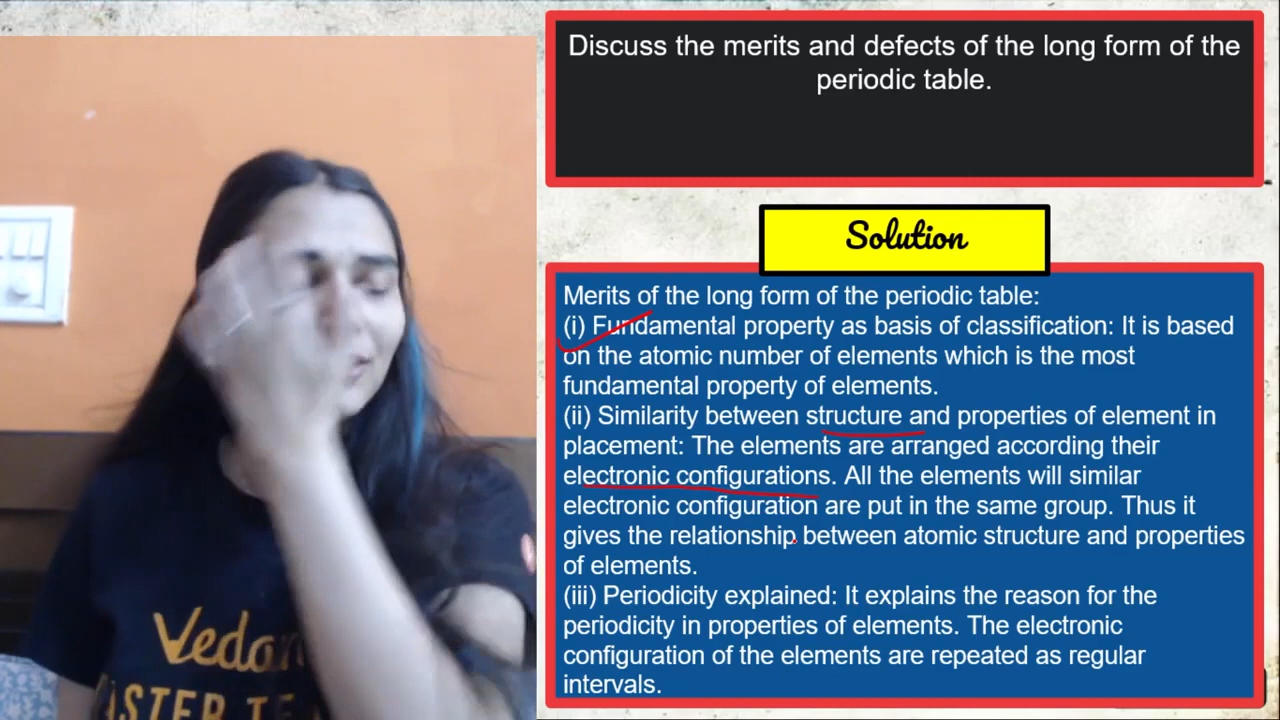 Discuss the merits and defects of the long form of the
periodic table.
Solution
Merits of the long form of the periodic table:
(i) Fundamental property as basis of classification: It is based
on the atomic number of elements which is the most
fundamental property of elements.
(ii) Similarity between structure and properties of element in
placement: The elements are arranged according their
electronic configurations. All the elements will similar
electronic configuration are put in the same group. Thus it
gives the relationship between atomic structure and properties
of elements.
(iii) Periodicity explained: It explains the reason for the
periodicity in properties of elements. The electronic
configuration of the elements are repeated as regular
intervals.